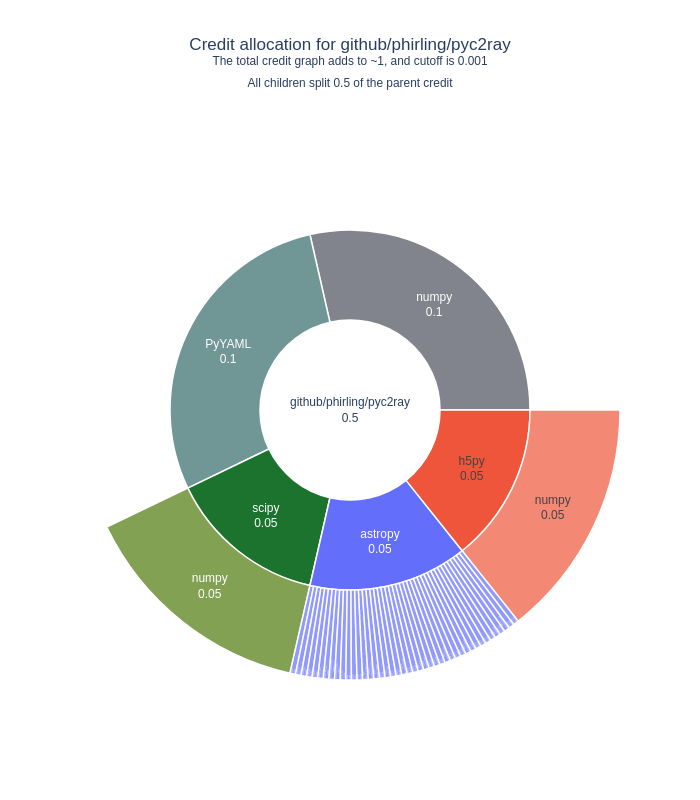 Credit allocation for github/phirling/pyc2ray
The total credit graph adds to ~1, and cutoff is 0.001
All children split 0.5 of the parent credit
numpy
0.1
PyYAML
0.1
github/phirling/pyc2ray
0.5
h5py
0.05
numpy
0.05
scipy
0.05
astropy
0.05
numpy
0.05